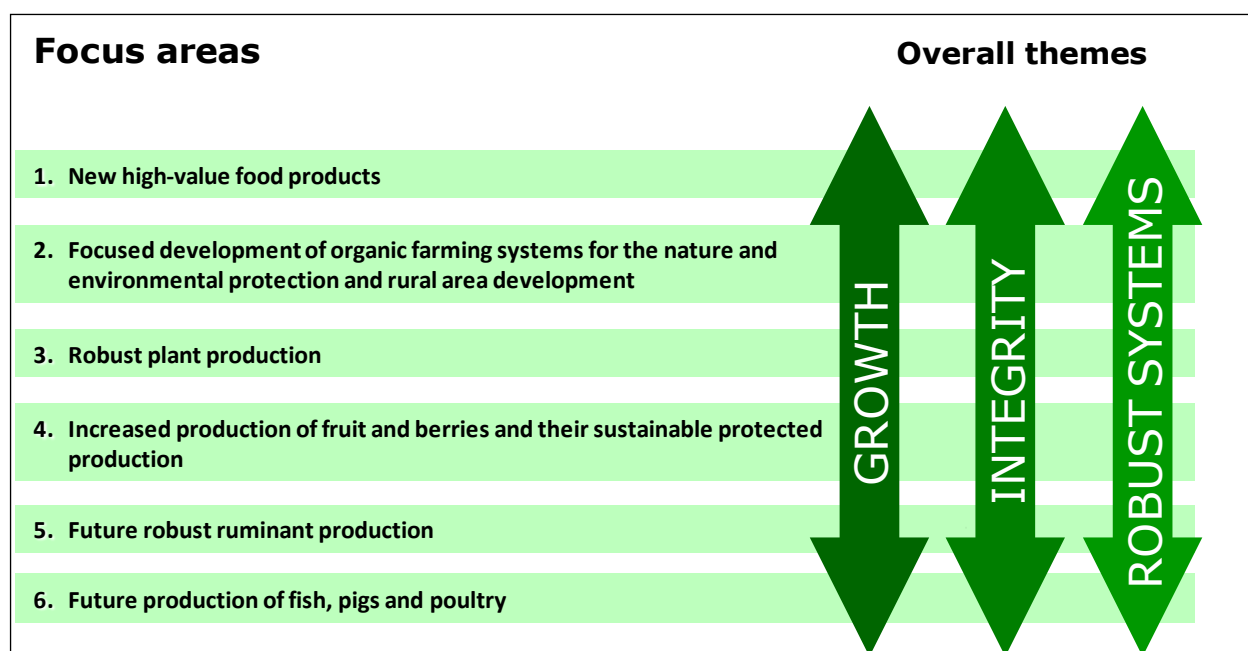 Focus areas
Overall themes
1. New high-value food products
2. Focused development of organic farming systems for the nature and
environmental protection and rural area development
3. Robust plant production
4. Increased production of fruit and berries and their sustainable protected
production
5. Future robust ruminant production
6. Future production of fish, pigs and poultry
GROWTH
INTEGRITY
ROBUST SYSTEMS